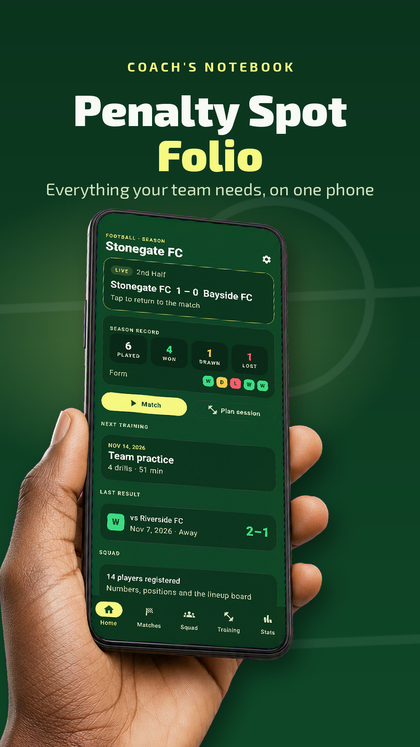 COACH'S NOTEBOOK
Penalty Spot
Folio
Everything your team needs, on one phone
FOOTBALL · SEASON
Stonegate FC
LIVE 2nd Half
Stonegate FC 1 – 0 Bayside FC
Tap to return to the match
SEASON RECORD
6 4 1 1
PLAYED WON DRAWN LOST
Form W D L W W
Match Plan session
NEXT TRAINING
NOV 14, 2026
Team practice
4 drills · 51 min
LAST RESULT
W vs Riverside FC 2–1
Nov 7, 2026 · Away
SQUAD
14 players registered
Numbers, positions and the lineup board
Home Matches Squad Training Stats